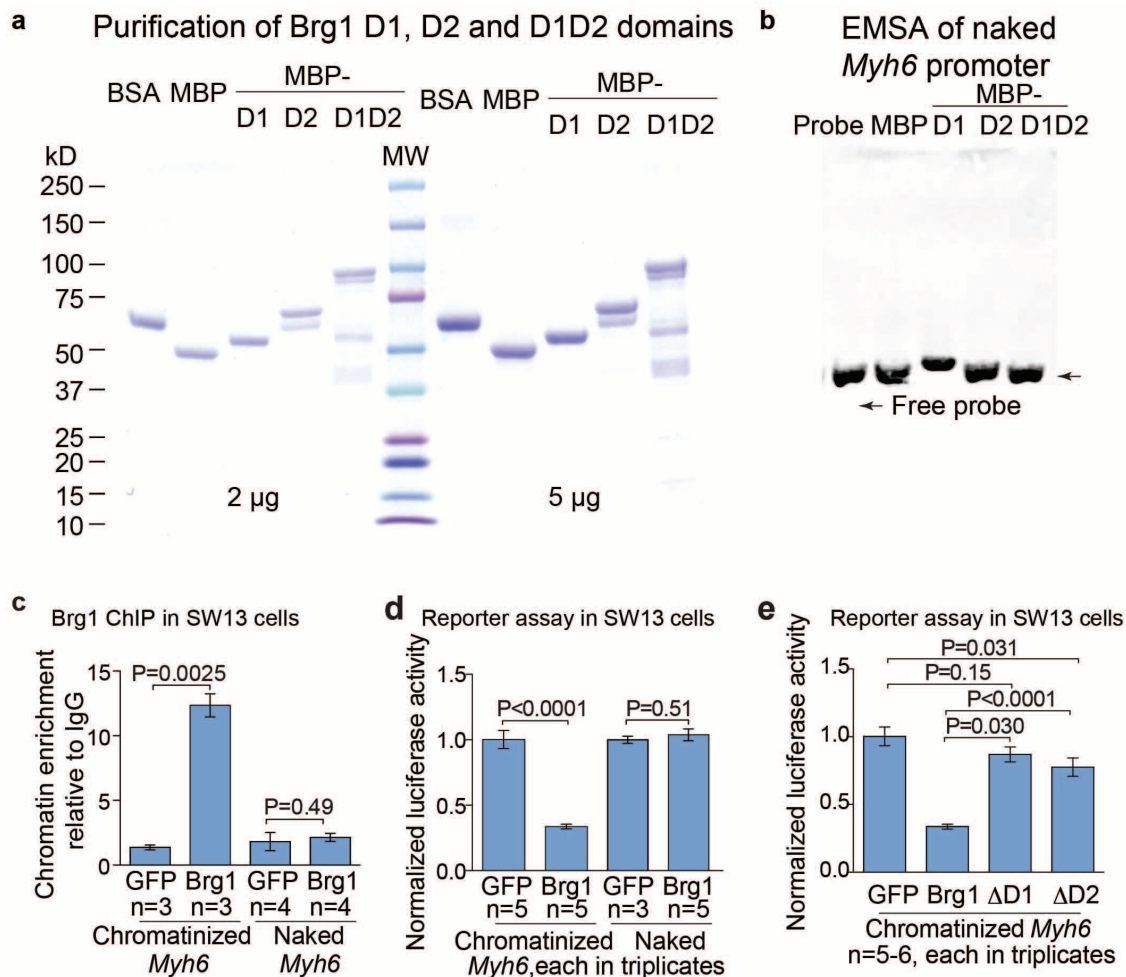 a Purification of Brg1 D1, D2 and D1D2 domains
BSA MBP MBP- BSA MBP MBP-
D1 D2 D1D2 D1 D2 D1D2
kD MW
250
150
100
75
50
37
25
20
15
10
2 μg 5 μg
b EMSA of naked
Myh6 promoter
MBP-
Probe MBP D1 D2 D1D2
←
← Free probe
c Brg1 ChIP in SW13 cells
Chromatin enrichment
relative to IgG
15
10
5
0
P=0.0025
P=0.49
GFP Brg1 GFP Brg1
n=3 n=3 n=4 n=4
Chromatinized Naked
Myh6 Myh6
d Reporter assay in SW13 cells
Normalized luciferase activity
1.0
0.5
0.0
P<0.0001
P=0.51
GFP Brg1 GFP Brg1
n=5 n=5 n=3 n=5
Chromatinized Naked
Myh6,each in triplicates
e Reporter assay in SW13 cells
Normalized luciferase activity
1.0
0.5
0.0
P=0.031
P=0.15
P<0.0001
P=0.030
GFP Brg1 ΔD1 ΔD2
Chromatinized Myh6
n=5-6, each in triplicates